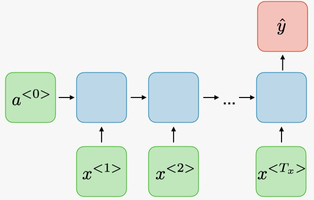 ŷ
a<0>
...
x<1> x<2> x<Tₓ>